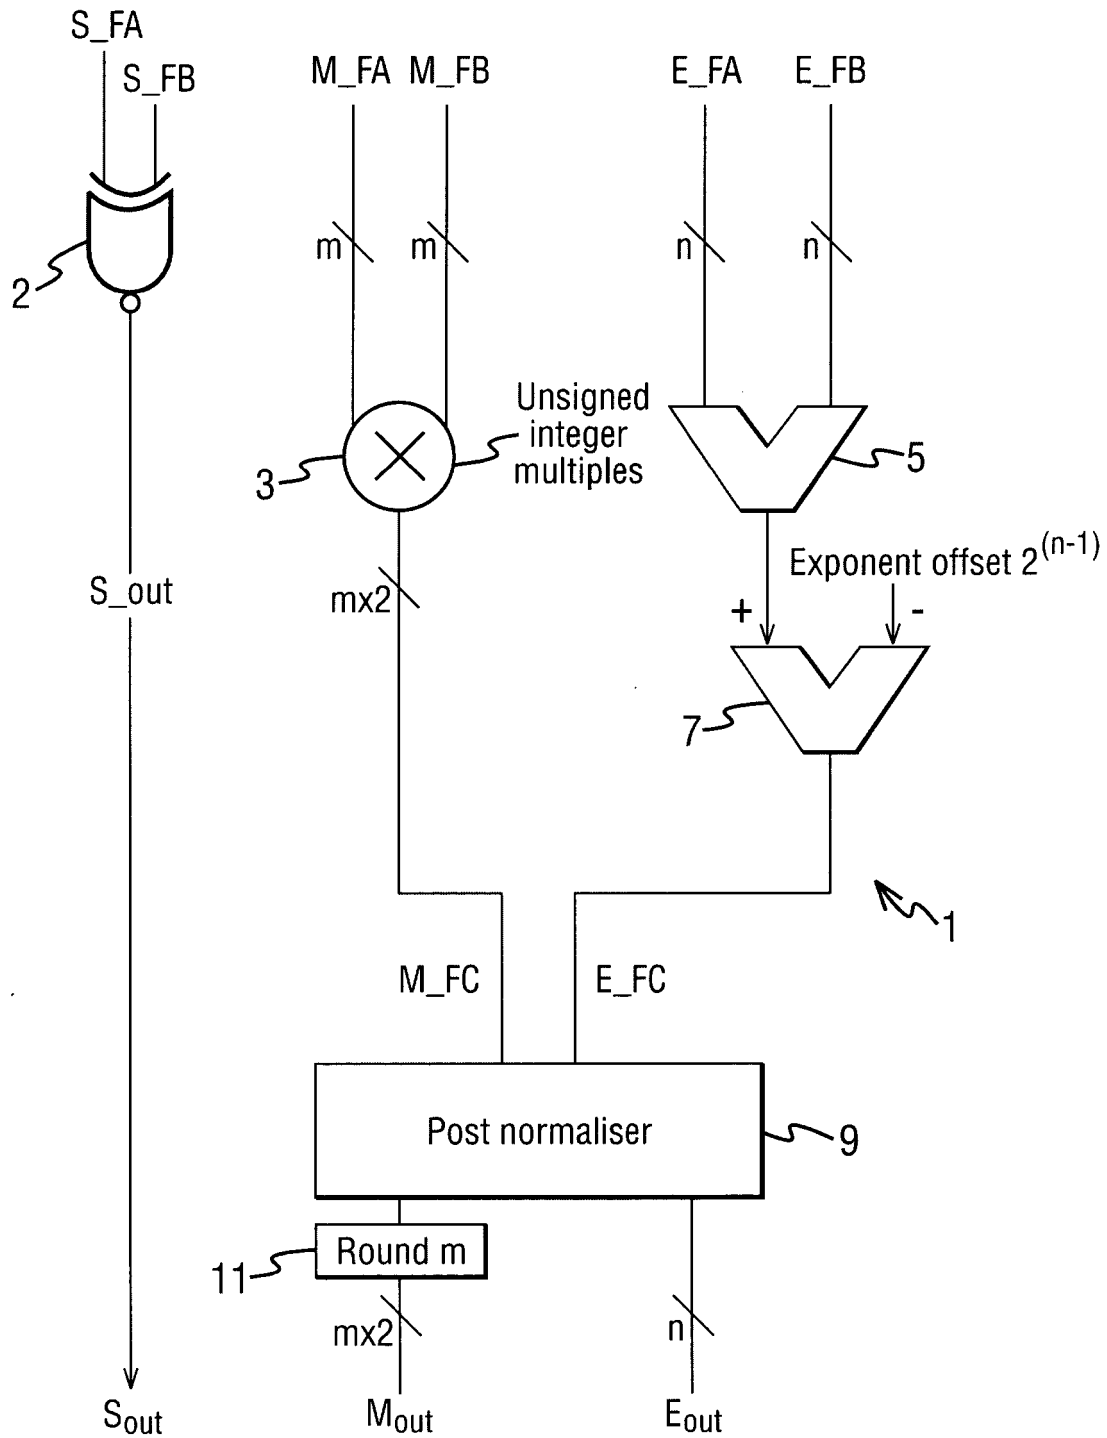 S_FA
S_FB
M_FA M_FB
E_FA E_FB
m m
n n
2
Unsigned
integer
multiples
3
5
Exponent offset 2(n-1)
S_out
mx2
+ -
7
1
M_FC E_FC
Post normaliser
9
Round m
11
mx2
n
Sout
Mout
Eout